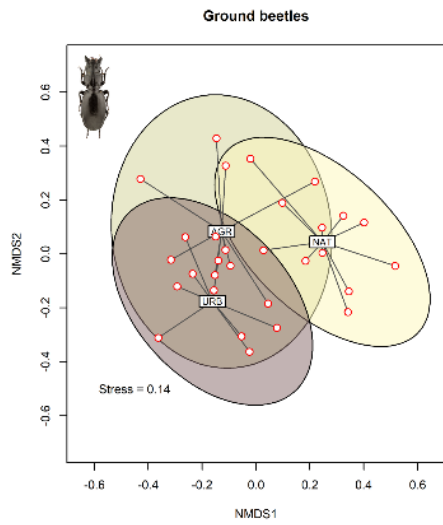 Ground beetles
0.6
0.4
0.2
0.0
-0.2
-0.4
-0.6
NMDS2
AGR
NAT
URB
Stress = 0.14
-0.6 -0.4 -0.2 0.0 0.2 0.4 0.6
NMDS1